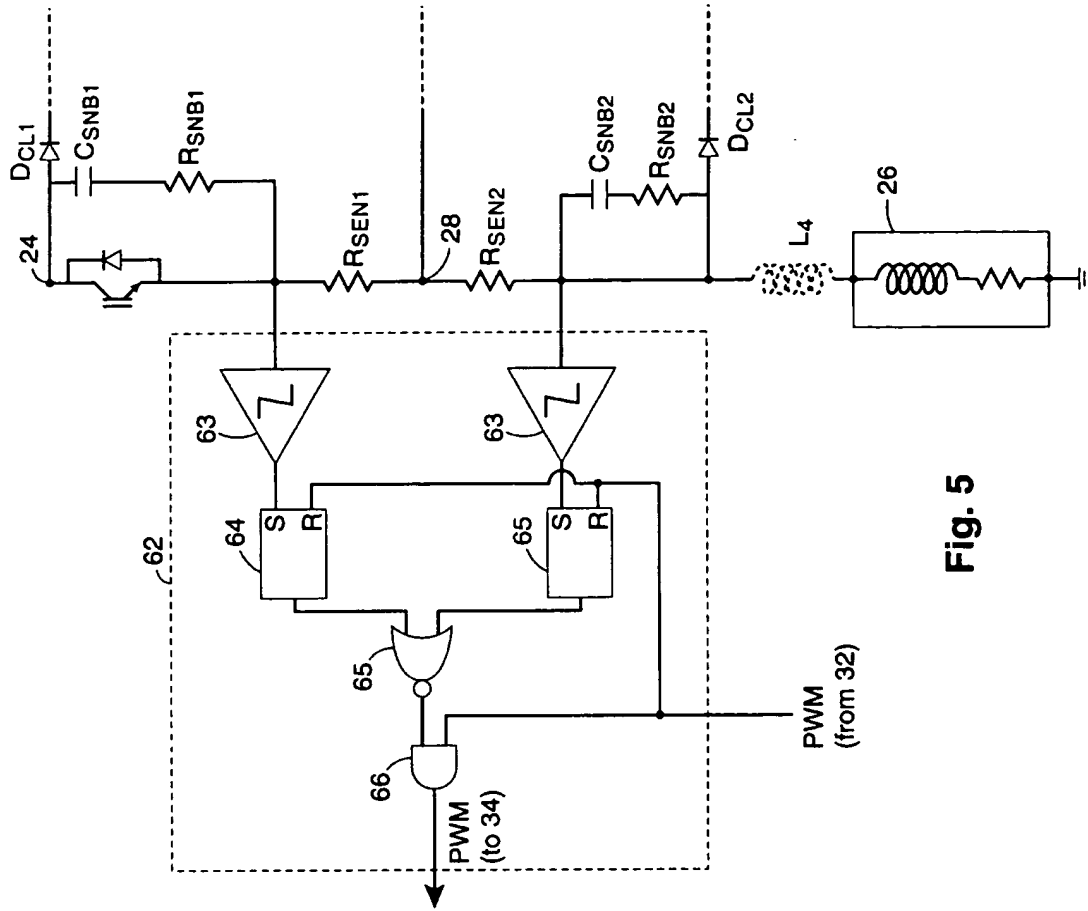 24
DCL1
CSNB1
RSNB1
RSEN1
28
RSEN2
CSNB2
RSNB2
DCL2
L4
26
62
63
63
64
S
R
65
S
R
65
66
PWM
(to 34)
PWM
(from 32)
Fig. 5